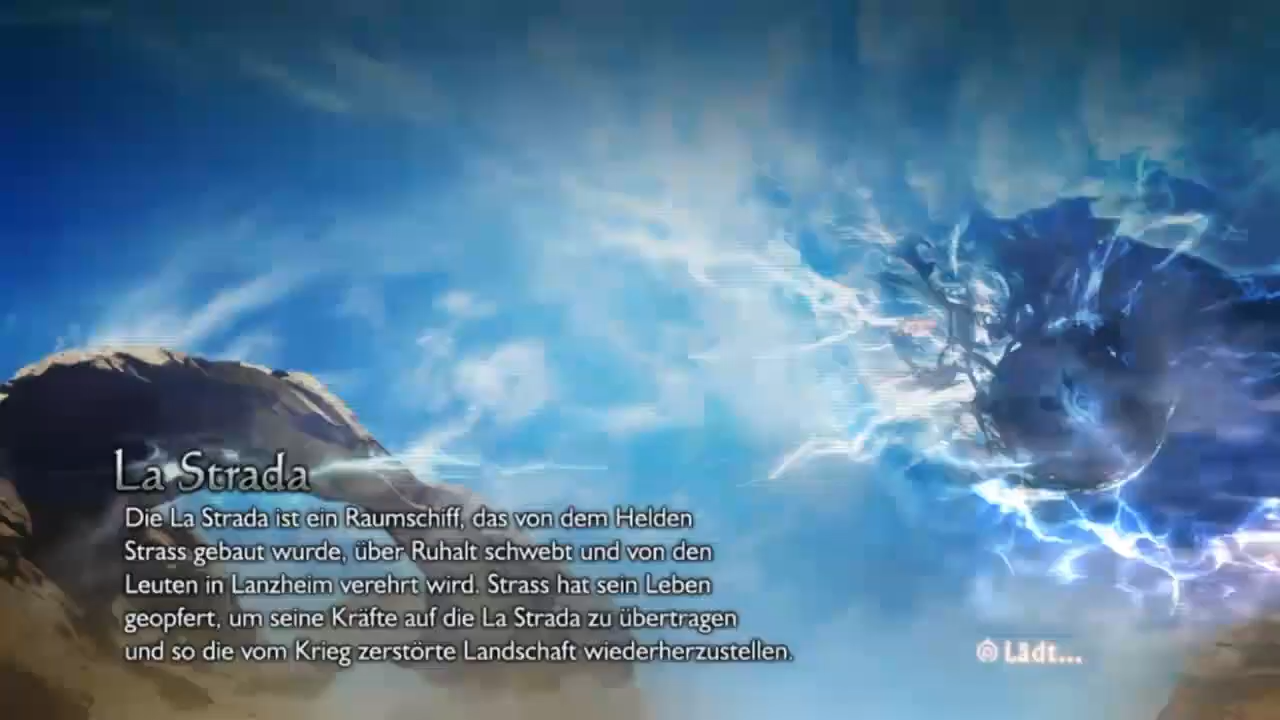 La Strada
Die La Strada ist ein Raumschiff, das von dem Helden
Strass gebaut wurde, über Ruhalt schwebt und von den
Leuten in Lanzheim verehrt wird. Strass hat sein Leben
geopfert, um seine Kräfte auf die La Strada zu übertragen
und so die vom Krieg zerstörte Landschaft wiederherzustellen.
Lädt...